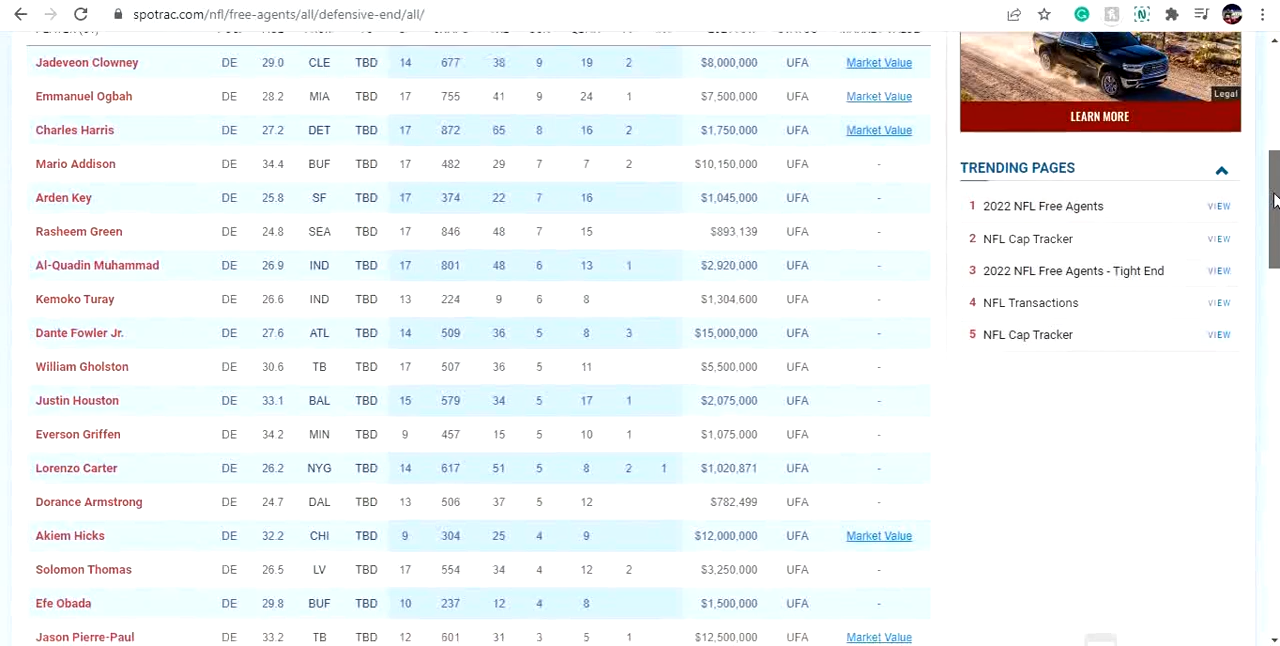 spotrac.com/nfl/free-agents/all/defensive-end/all/
Jadeveon Clowney DE 29.0 CLE TBD 14 677 38 9 19 2 $8,000,000 UFA Market Value
Emmanuel Ogbah DE 28.2 MIA TBD 17 755 41 9 24 1 $7,500,000 UFA Market Value
Charles Harris DE 27.2 DET TBD 17 872 65 8 16 2 $1,750,000 UFA Market Value
Mario Addison DE 34.4 BUF TBD 17 482 29 7 7 2 $10,150,000 UFA -
Arden Key DE 25.8 SF TBD 17 374 22 7 16 $1,045,000 UFA -
Rasheem Green DE 24.8 SEA TBD 17 846 48 7 15 $893,139 UFA -
Al-Quadin Muhammad DE 26.9 IND TBD 17 801 48 6 13 1 $2,920,000 UFA -
Kemoko Turay DE 26.6 IND TBD 13 224 9 6 8 $1,304,600 UFA -
Dante Fowler Jr. DE 27.6 ATL TBD 14 509 36 5 8 3 $15,000,000 UFA -
William Gholston DE 30.6 TB TBD 17 507 36 5 11 $5,500,000 UFA -
Justin Houston DE 33.1 BAL TBD 15 579 34 5 17 1 $2,075,000 UFA -
Everson Griffen DE 34.2 MIN TBD 9 457 15 5 10 1 $1,075,000 UFA -
Lorenzo Carter DE 26.2 NYG TBD 14 617 51 5 8 2 1 $1,020,871 UFA -
Dorance Armstrong DE 24.7 DAL TBD 13 506 37 5 12 $782,499 UFA -
Akiem Hicks DE 32.2 CHI TBD 9 304 25 4 9 $12,000,000 UFA Market Value
Solomon Thomas DE 26.5 LV TBD 17 554 34 4 12 2 $3,250,000 UFA -
Efe Obada DE 29.8 BUF TBD 10 237 12 4 8 $1,500,000 UFA -
Jason Pierre-Paul DE 33.2 TB TBD 12 601 31 3 5 1 $12,500,000 UFA Market Value
Legal
LEARN MORE
TRENDING PAGES
1 2022 NFL Free Agents VIEW
2 NFL Cap Tracker VIEW
3 2022 NFL Free Agents - Tight End VIEW
4 NFL Transactions VIEW
5 NFL Cap Tracker VIEW